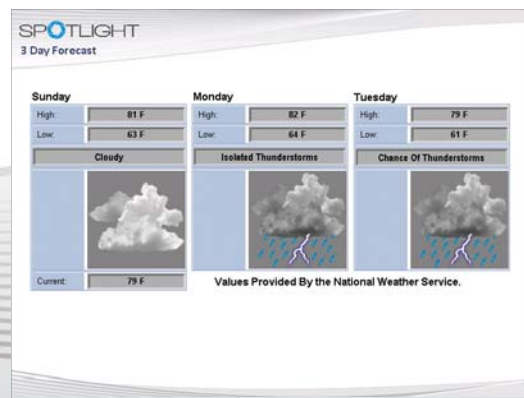 SPOTLIGHT
3 Day Forecast
Sunday
High: 81 F
Low: 63 F
Cloudy
Current: 79 F
Monday
High: 82 F
Low: 64 F
Isolated Thunderstorms
Tuesday
High: 79 F
Low: 61 F
Chance Of Thunderstorms
Values Provided By the National Weather Service.